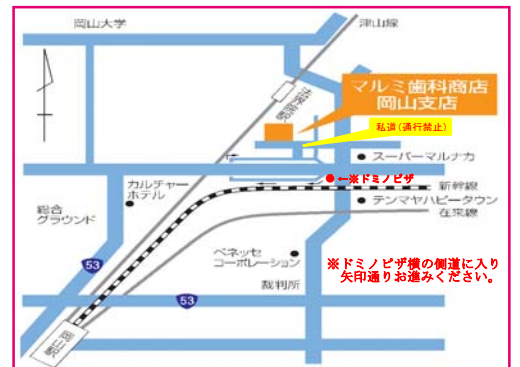 岡山大学
津山線
法界院駅
マルミ歯科商店
岡山支店
私道(通行禁止)
スーパーマルナカ
←※ドミノピザ
新幹線
カルチャー
ホテル
テンマヤハピータウン
在来線
総合
グラウンド
ベネッセ
コーポレーション
※ドミノピザ横の側道に入り
矢印通りお進みください。
53
裁判所
53
岡山駅